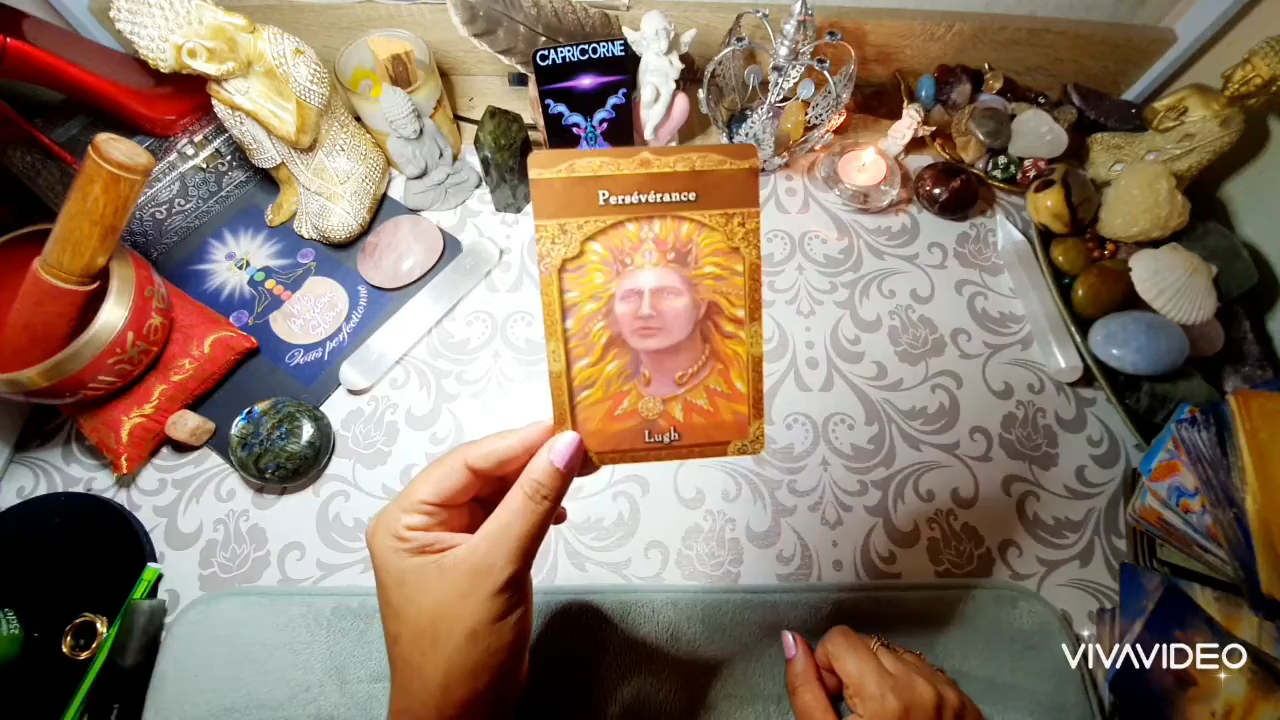 CAPRICORNE
Persévérance
Lugh
Vous perfectionne
VIVAVIDEO